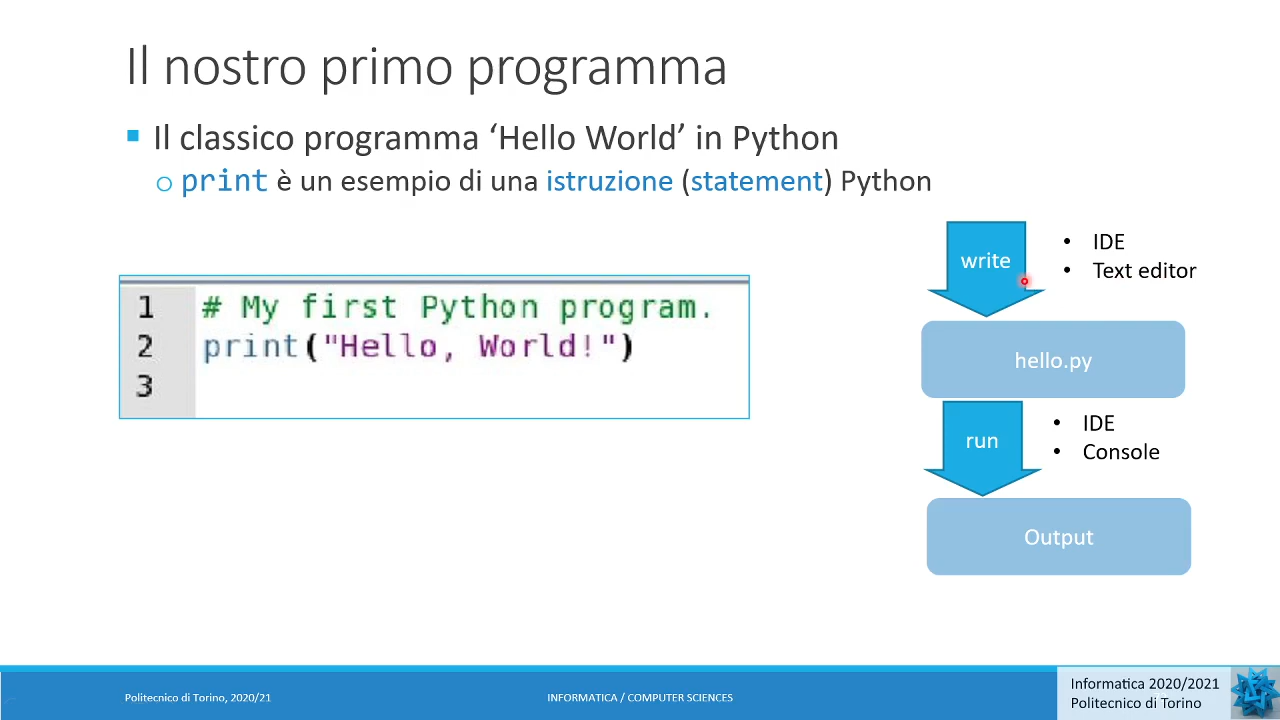 Il nostro primo programma
▪ Il classico programma ‘Hello World’ in Python
o print è un esempio di una istruzione (statement) Python
1 # My first Python program.
2 print("Hello, World!")
3
write
• IDE
• Text editor
hello.py
run
• IDE
• Console
Output
Politecnico di Torino, 2020/21
INFORMATICA / COMPUTER SCIENCES
Informatica 2020/2021
Politecnico di Torino